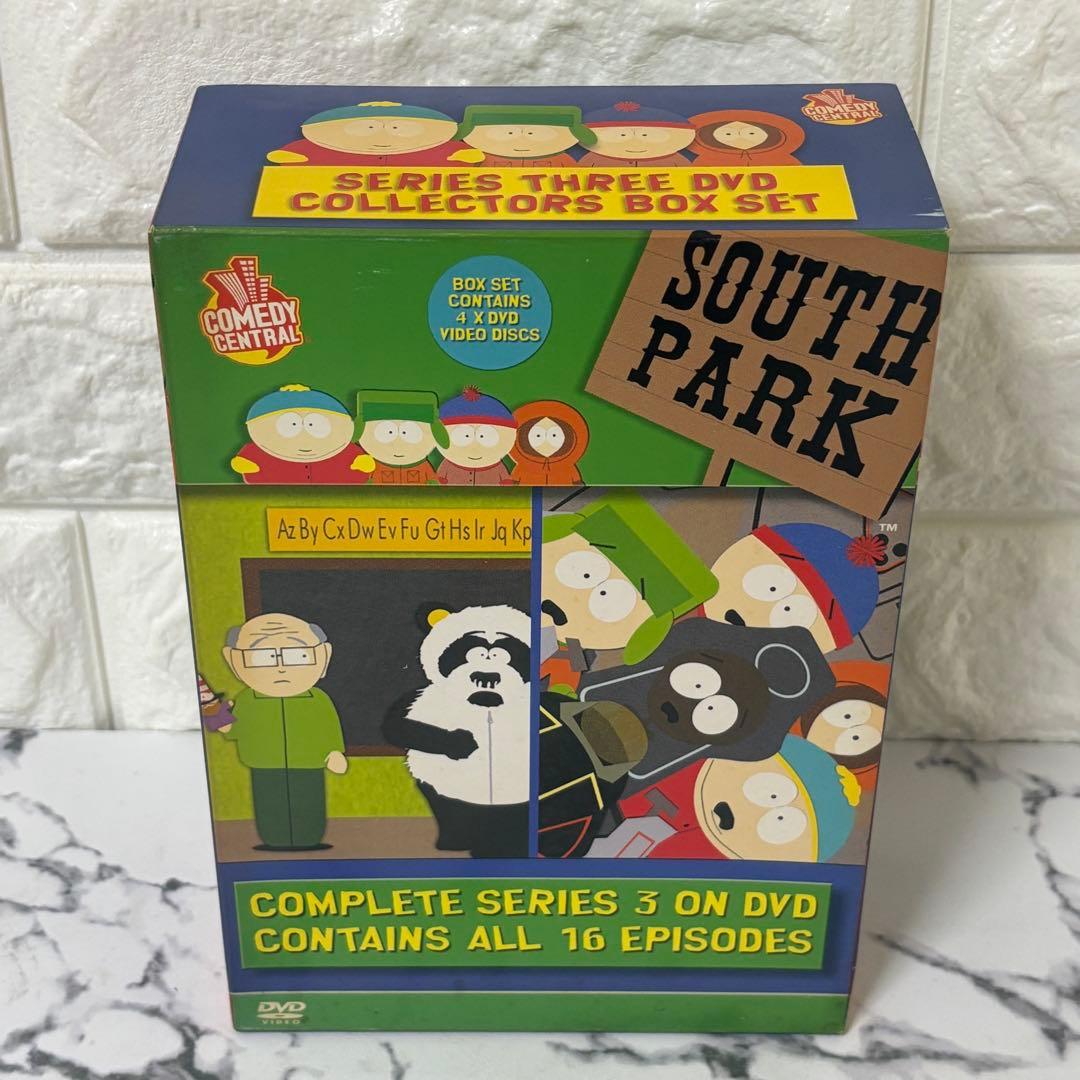 COMEDY
CENTRAL
SERIES THREE DVD
COLLECTORS BOX SET
COMEDY
CENTRAL
BOX SET
CONTAINS
4 X DVD
VIDEO DISCS
SOUTH
PARK
TM
Az By Cx Dw Ev Fu Gt Hs Ir Jq Kp
COMPLETE SERIES 3 ON DVD
CONTAINS ALL 16 EPISODES
DVD
VIDEO